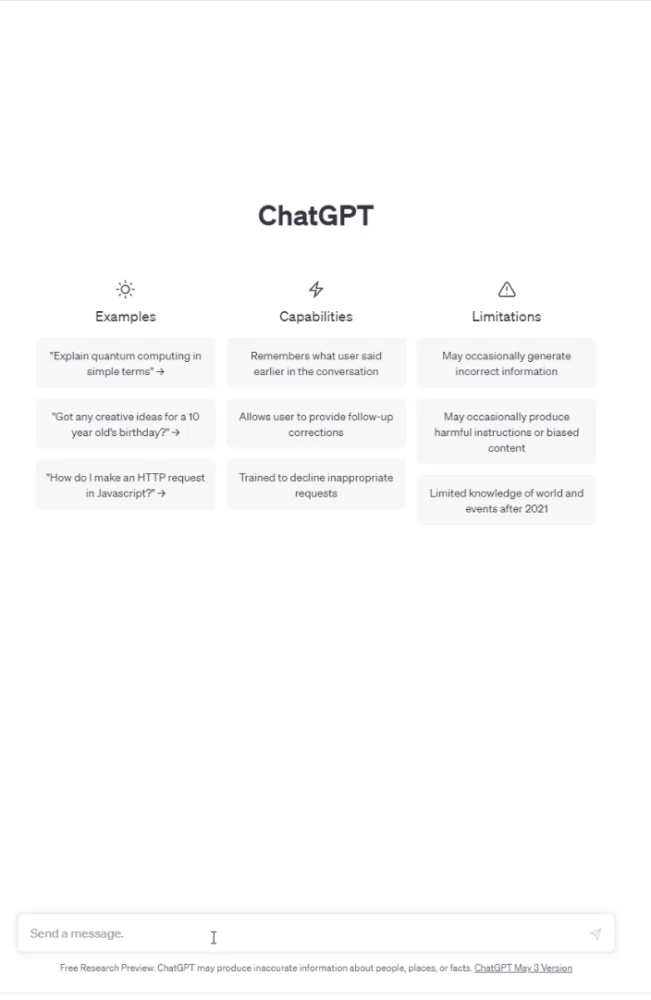 ChatGPT
Examples
"Explain quantum computing in
simple terms" →
"Got any creative ideas for a 10
year old's birthday?" →
"How do I make an HTTP request
in Javascript?" →
Capabilities
Remembers what user said
earlier in the conversation
Allows user to provide follow-up
corrections
Trained to decline inappropriate
requests
Limitations
May occasionally generate
incorrect information
May occasionally produce
harmful instructions or biased
content
Limited knowledge of world and
events after 2021
Send a message.
Free Research Preview. ChatGPT may produce inaccurate information about people, places, or facts. ChatGPT May 3 Version